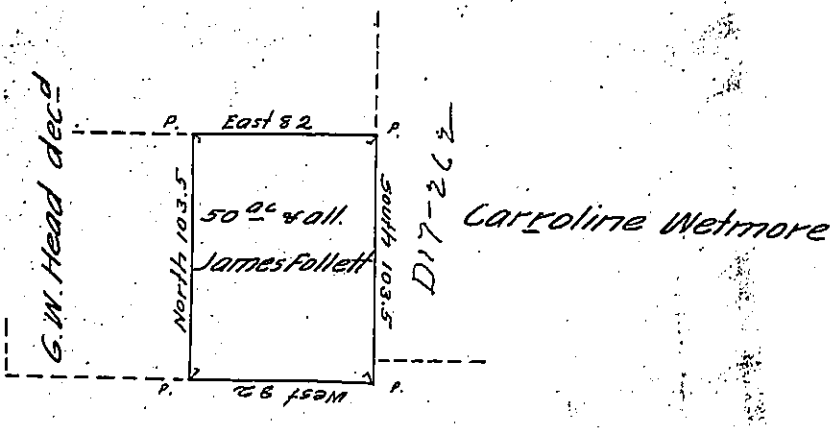 G.W. Head decd
P. East 82 P.
North 103.5
50 ac & all.
James Follett
South 103.5
D17-262
Carroline Wetmore
P. West 82 P.